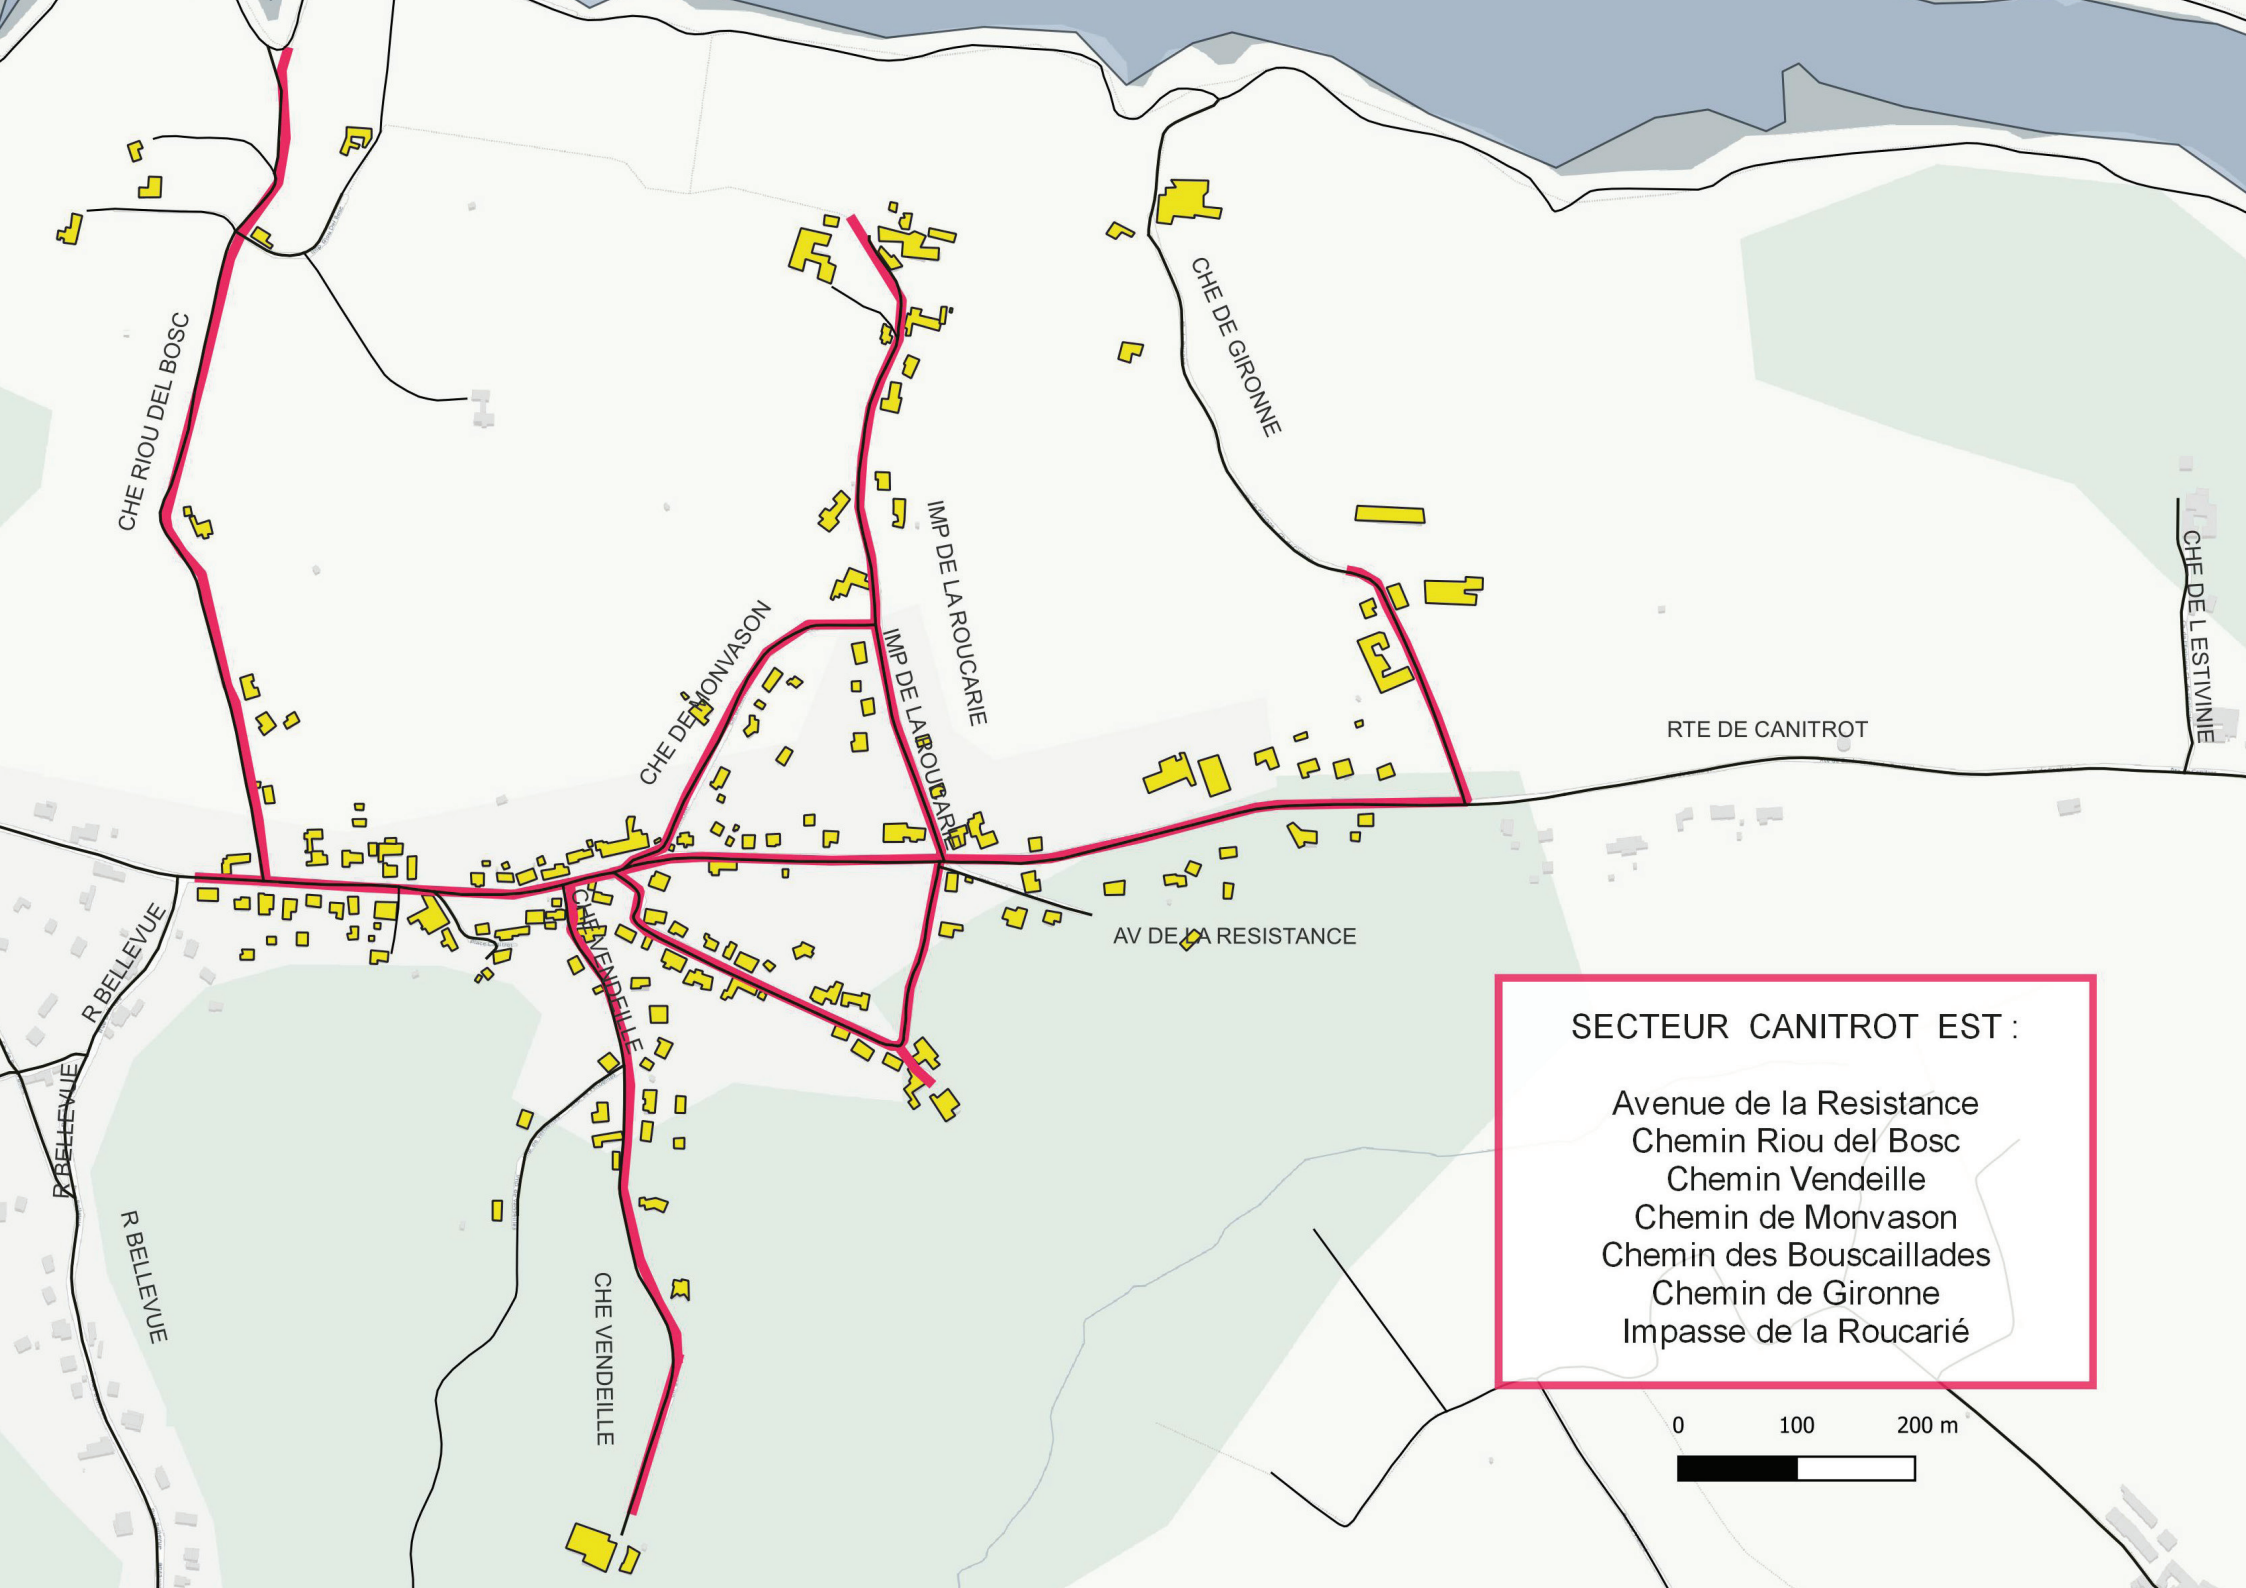 CHE RIOU DEL BOSC
CHE DE GIRONNE
IMP DE LA ROUCARIE
CHE DE MONVASON
IMP DE LA ROUCARIE
CHE DE L ESTIVINIE
RTE DE CANITROT
R BELLEVUE
CHE VENDEILLE
AV DE LA RESISTANCE
R BELLEVUE
R BELLEVUE
CHE VENDEILLE
SECTEUR CANITROT EST :
Avenue de la Resistance
Chemin Riou del Bosc
Chemin Vendeille
Chemin de Monvason
Chemin des Bouscaillades
Chemin de Gironne
Impasse de la Roucarié
0 100 200 m